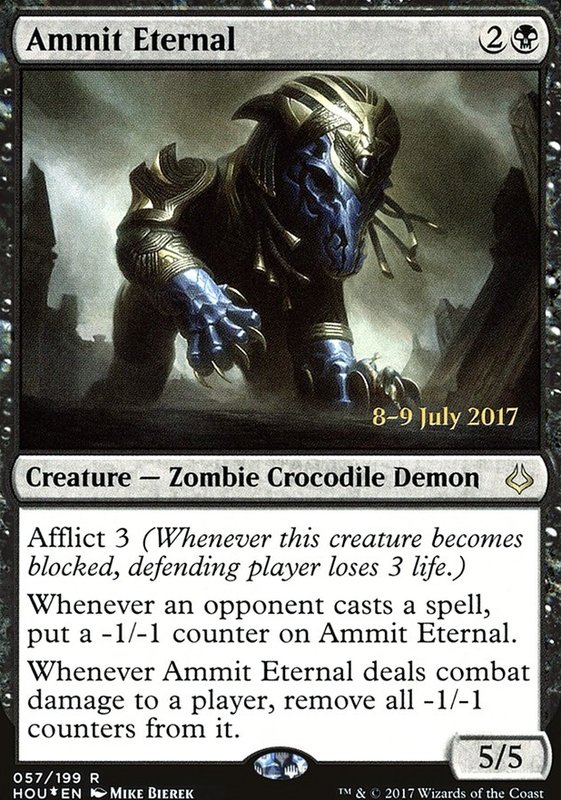 Ammit Eternal 2
8–9 July 2017
Creature — Zombie Crocodile Demon
Afflict 3 (Whenever this creature becomes
blocked, defending player loses 3 life.)
Whenever an opponent casts a spell,
put a -1/-1 counter on Ammit Eternal.
Whenever Ammit Eternal deals combat
damage to a player, remove all -1/-1
counters from it.
5/5
057/199 R
HOU★EN Mike Bierek
™ & © 2017 Wizards of the Coast